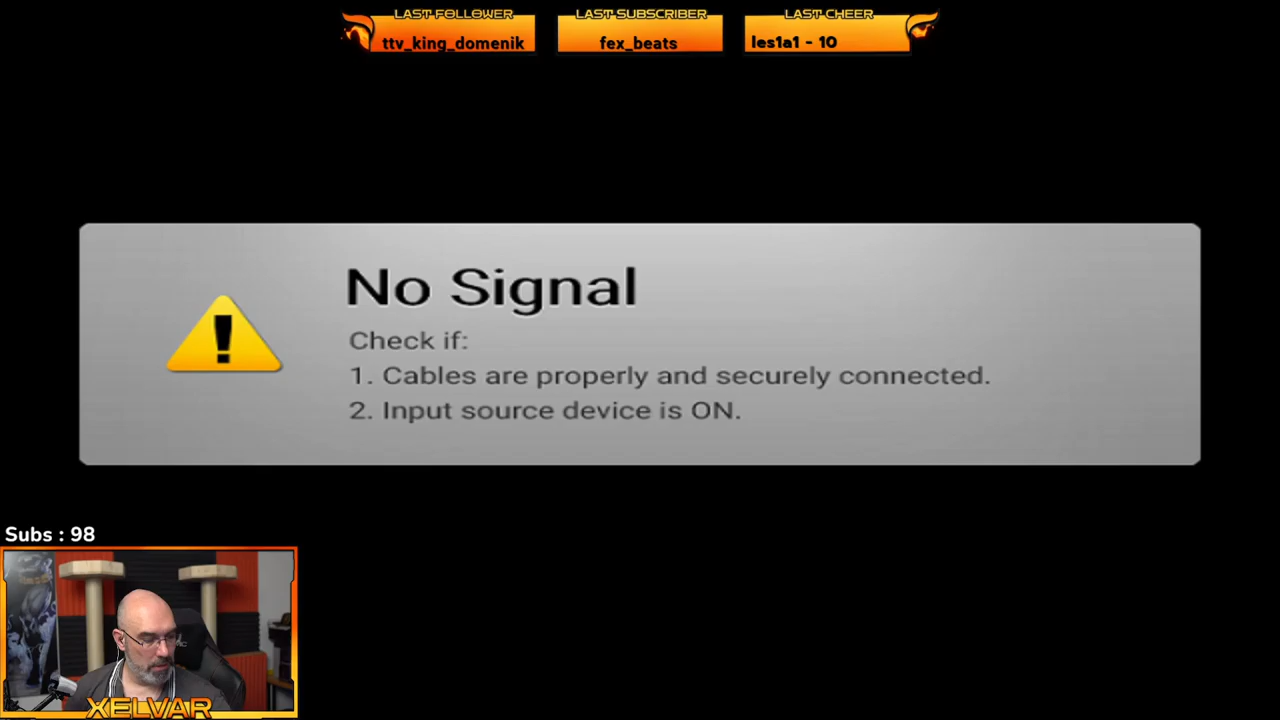 LAST FOLLOWER
ttv_king_domenik
LAST SUBSCRIBER
fex_beats
LAST CHEER
les1a1 - 10
No Signal
Check if:
1. Cables are properly and securely connected.
2. Input source device is ON.
Subs : 98
XELVAR